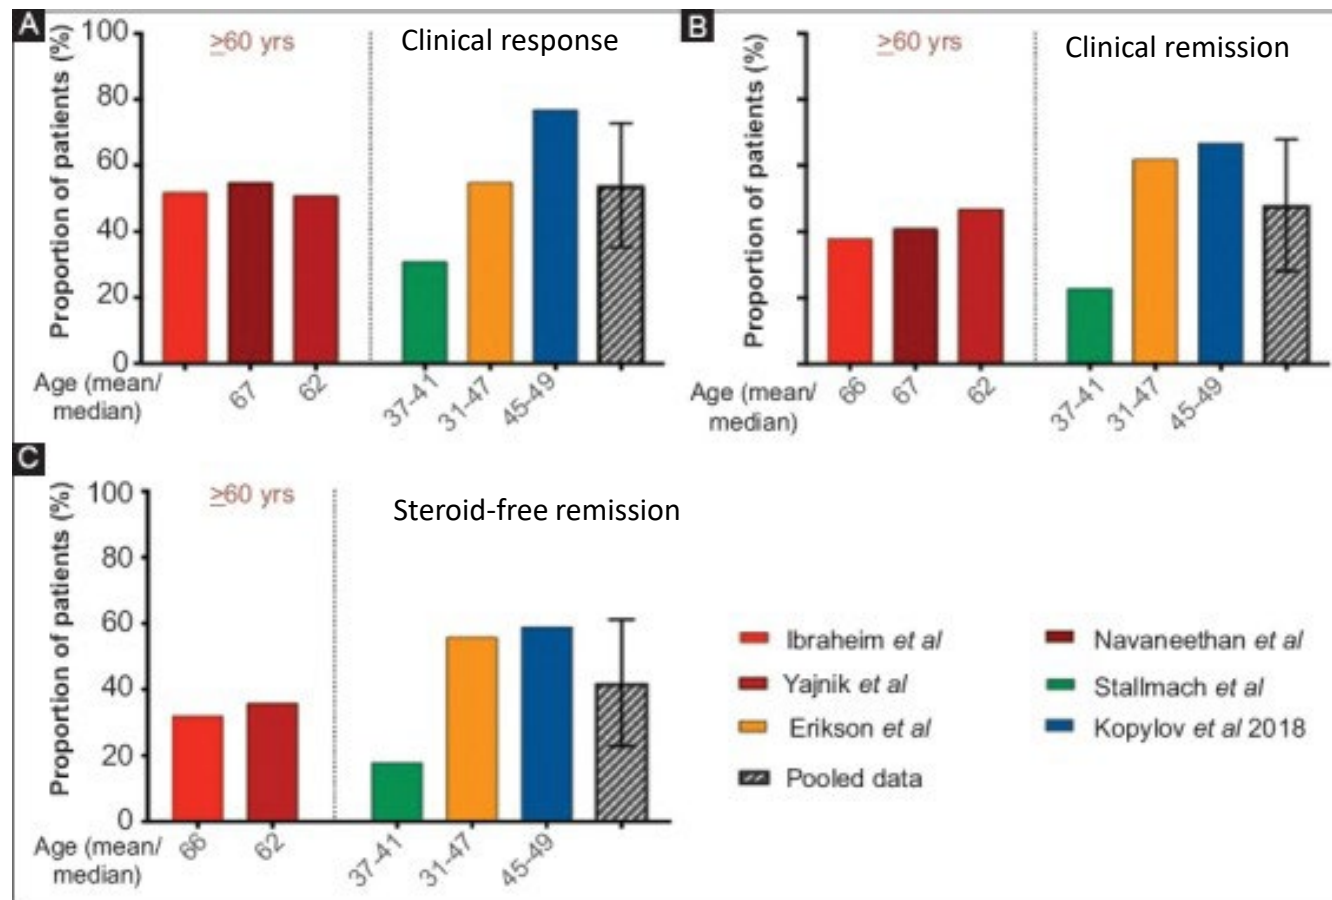 A
Clinical response
≥60 yrs
Proportion of patients (%)
100
80
60
40
20
0
Age (mean/
median)
67
62
37-41
31-47
45-49
B
Clinical remission
≥60 yrs
Proportion of patients (%)
Age (mean/
median)
66
67
62
37-41
31-47
45-49
C
Steroid-free remission
≥60 yrs
Proportion of patients (%)
100
80
60
40
20
0
Age (mean/
median)
66
62
37-41
31-47
45-49
Ibraheim et al
Navaneethan et al
Yajnik et al
Stallmach et al
Erikson et al
Kopylov et al 2018
Pooled data